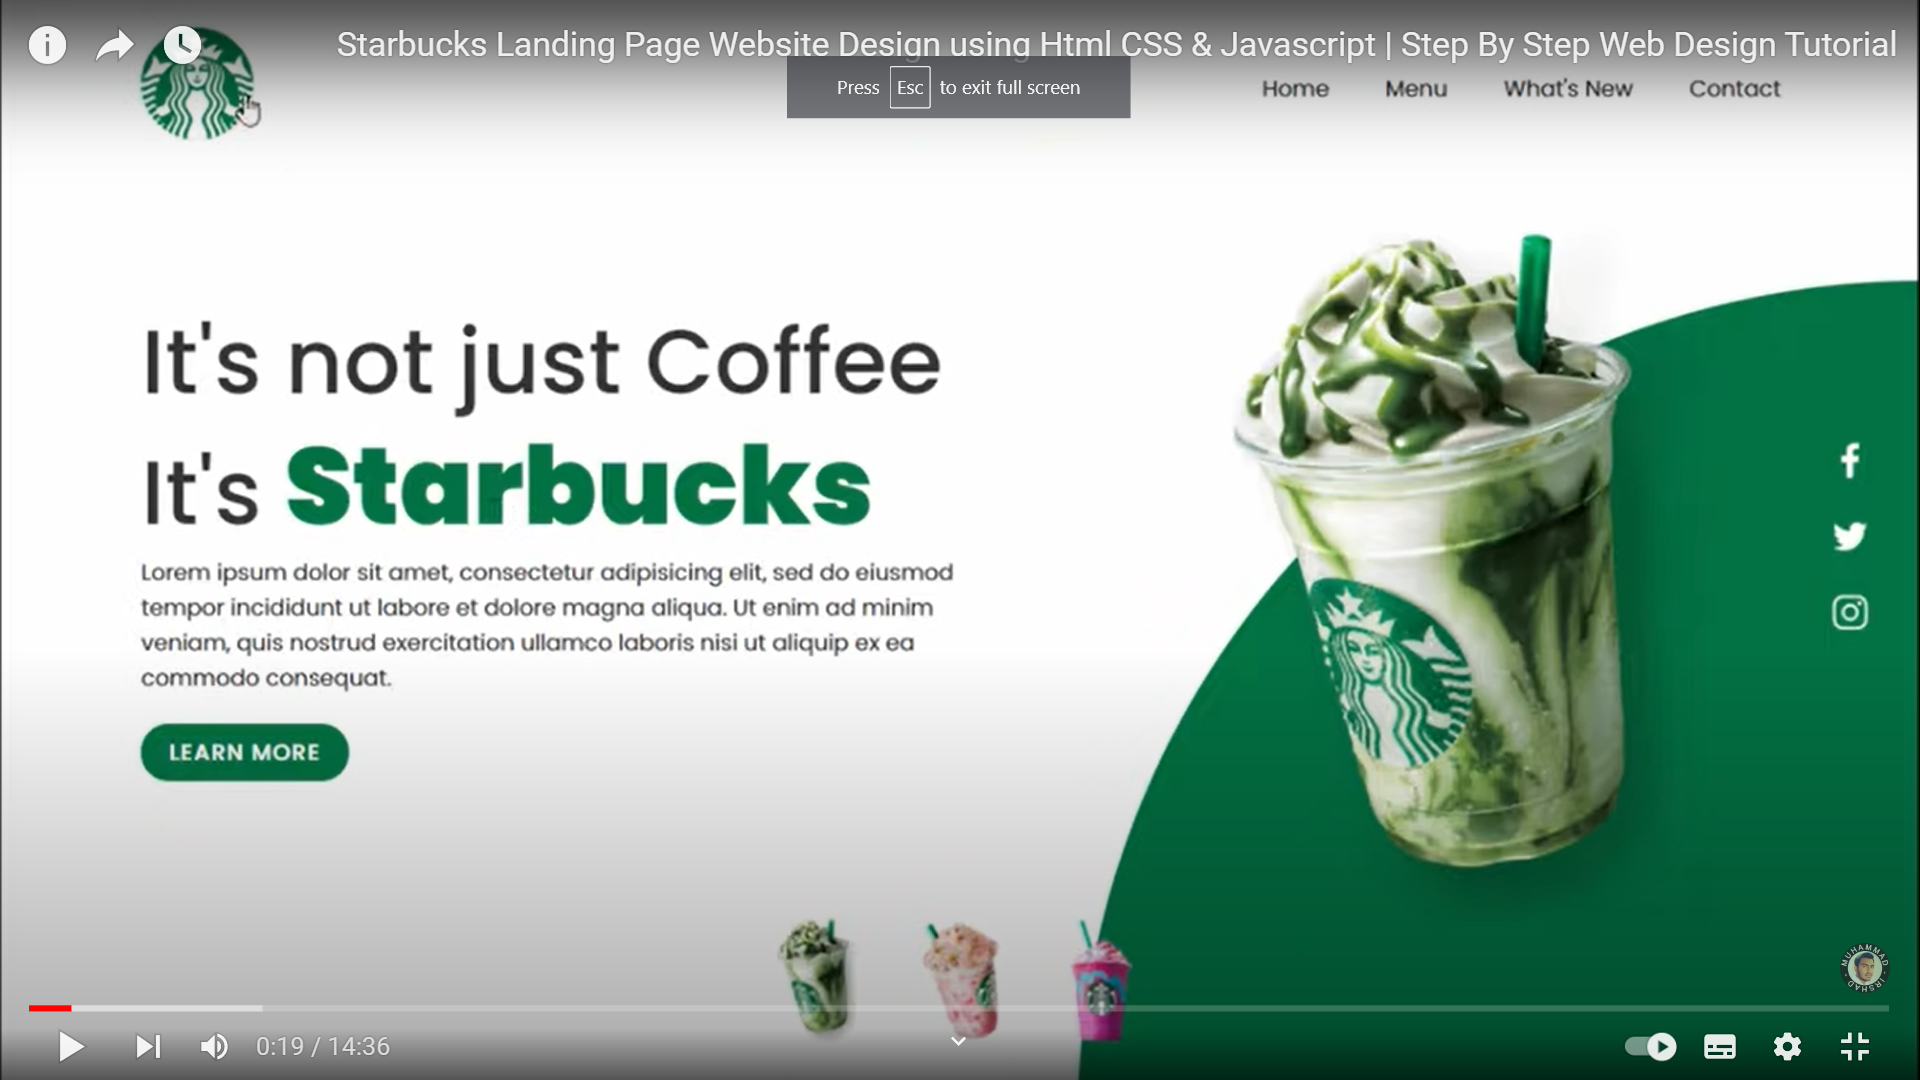 Starbucks Landing Page Website Design using Html CSS & Javascript | Step By Step Web Design Tutorial
Press Esc to exit full screen
Home Menu What's New Contact
It's not just Coffee
It's Starbucks
Lorem ipsum dolor sit amet, consectetur adipisicing elit, sed do eiusmod
tempor incididunt ut labore et dolore magna aliqua. Ut enim ad minim
veniam, quis nostrud exercitation ullamco laboris nisi ut aliquip ex ea
commodo consequat.
LEARN MORE
MUHAMMAD IRSHAD
0:19 / 14:36